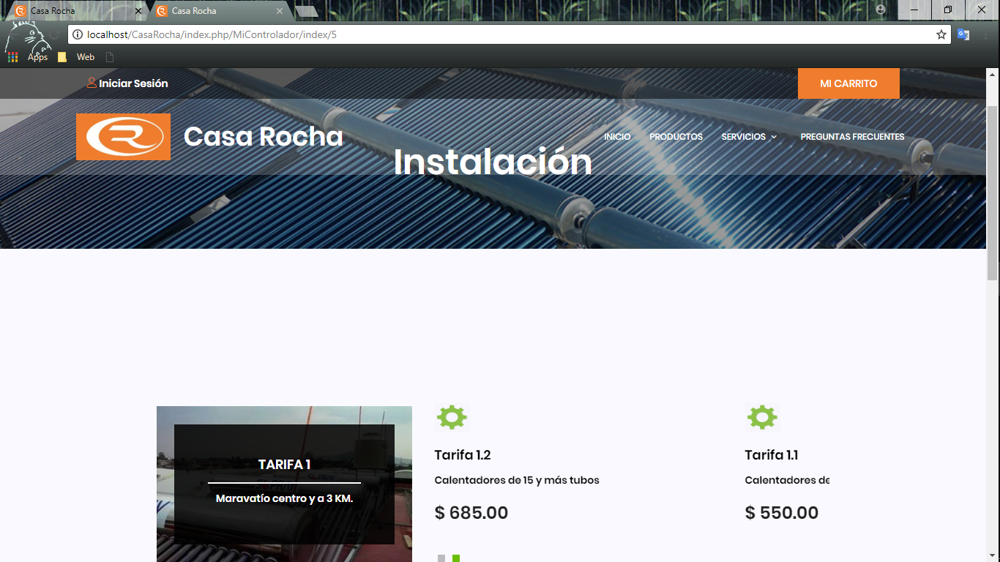 Casa Rocha
Casa Rocha
localhost/CasaRocha/index.php/MiControlador/index/5
Apps
Web
Iniciar Sesión
MI CARRITO
Casa Rocha
INICIO
PRODUCTOS
SERVICIOS
PREGUNTAS FRECUENTES
Instalación
TARIFA 1
Maravatío centro y a 3 KM.
Tarifa 1.2
Calentadores de 15 y más tubos
$ 685.00
Tarifa 1.1
Calentadores de
$ 550.00